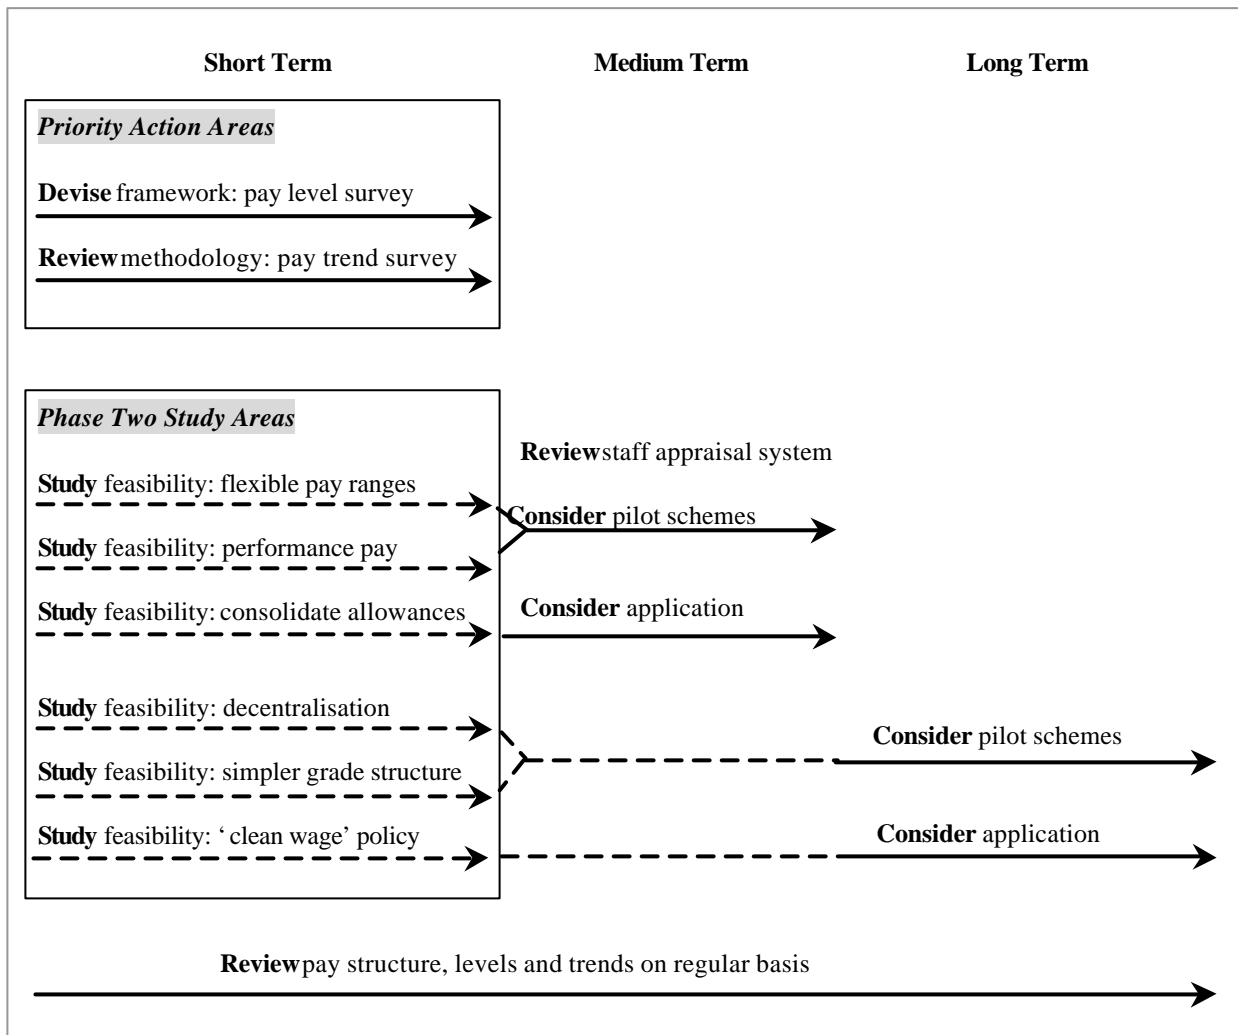 Short Term Medium Term Long Term
Priority Action Areas
Devise framework: pay level survey
Review methodology: pay trend survey
Phase Two Study Areas
Review staff appraisal system
Study feasibility: flexible pay ranges
Consider pilot schemes
Study feasibility: performance pay
Study feasibility: consolidate allowances
Consider application
Study feasibility: decentralisation
Consider pilot schemes
Study feasibility: simpler grade structure
Study feasibility: ‘clean wage’ policy
Consider application
Review pay structure, levels and trends on regular basis